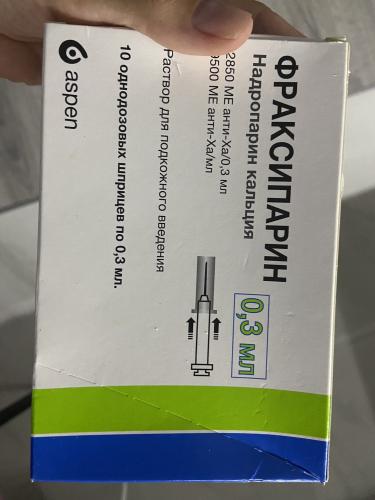 ФРАКСИПАРИН
Надропарин кальция
2850 МЕ анти-Ха/0,3 мл
9500 МЕ анти-Ха/мл
Раствор для подкожного введения
10 однодозовых шприцев по 0,3 мл.
0,3 мл
aspen